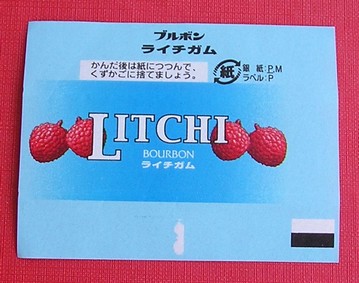 ブルボン
ライチガム
かんだ後は紙につつんで、
くずかごに捨てましょう。
紙
銀 紙:P.M
ラベル:P
LITCHI
BOURBON
ライチガム